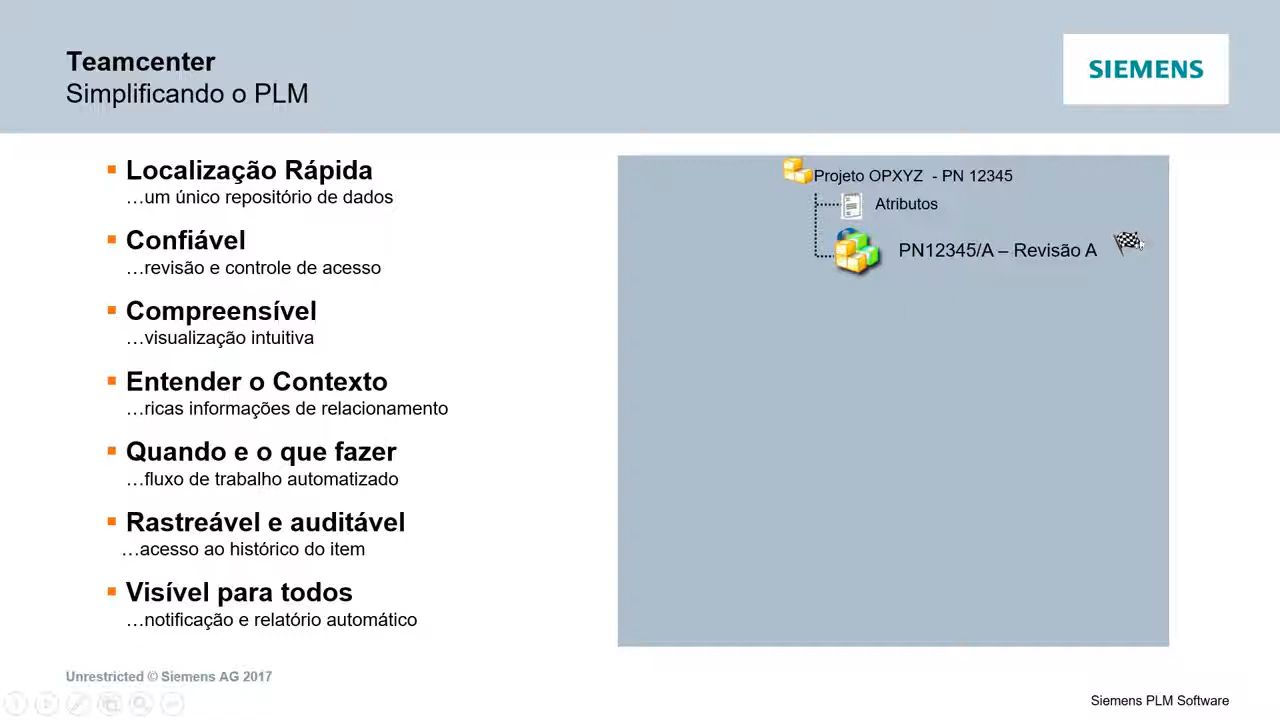 Teamcenter
Simplificando o PLM
SIEMENS
Localização Rápida
…um único repositório de dados
Confiável
…revisão e controle de acesso
Compreensível
…visualização intuitiva
Entender o Contexto
…ricas informações de relacionamento
Quando e o que fazer
…fluxo de trabalho automatizado
Rastreável e auditável
…acesso ao histórico do item
Visível para todos
…notificação e relatório automático
Projeto OPXYZ - PN 12345
Atributos
PN12345/A – Revisão A
Unrestricted © Siemens AG 2017
Siemens PLM Software